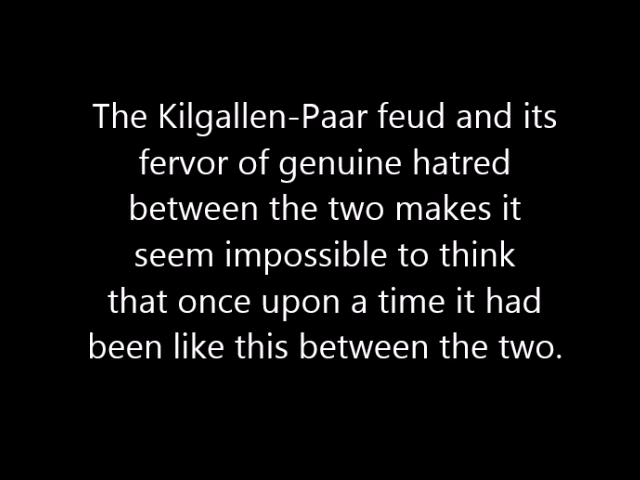 The Kilgallen-Paar feud and its
fervor of genuine hatred
between the two makes it
seem impossible to think
that once upon a time it had
been like this between the two.